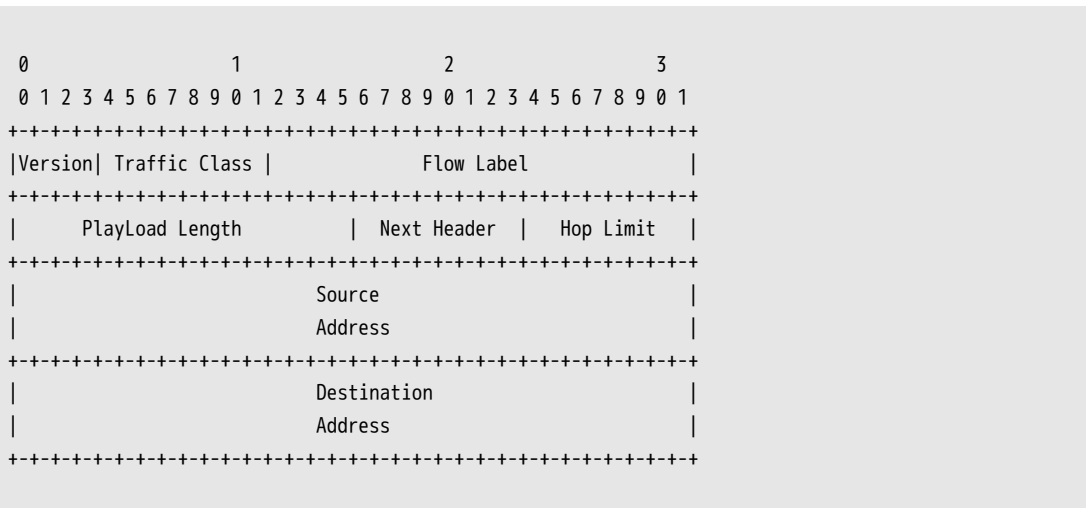 0                   1                   2                   3
 0 1 2 3 4 5 6 7 8 9 0 1 2 3 4 5 6 7 8 9 0 1 2 3 4 5 6 7 8 9 0 1
+-+-+-+-+-+-+-+-+-+-+-+-+-+-+-+-+-+-+-+-+-+-+-+-+-+-+-+-+-+-+-+-+
|Version| Traffic Class |              Flow Label               |
+-+-+-+-+-+-+-+-+-+-+-+-+-+-+-+-+-+-+-+-+-+-+-+-+-+-+-+-+-+-+-+-+
|      PlayLoad Length          |  Next Header  |   Hop Limit   |
+-+-+-+-+-+-+-+-+-+-+-+-+-+-+-+-+-+-+-+-+-+-+-+-+-+-+-+-+-+-+-+-+
|                            Source                             |
|                            Address                            |
+-+-+-+-+-+-+-+-+-+-+-+-+-+-+-+-+-+-+-+-+-+-+-+-+-+-+-+-+-+-+-+-+
|                            Destination                        |
|                            Address                            |
+-+-+-+-+-+-+-+-+-+-+-+-+-+-+-+-+-+-+-+-+-+-+-+-+-+-+-+-+-+-+-+-+